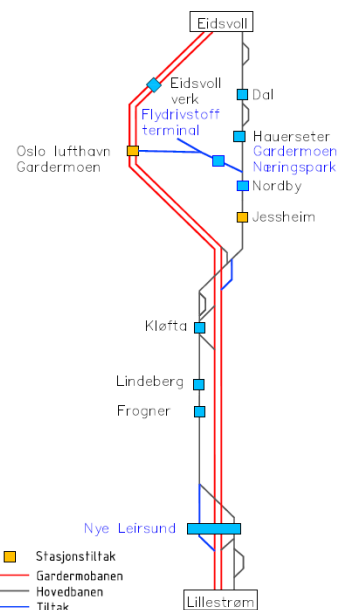 Eidsvoll
Eidsvoll
verk
Dal
Flydrivstoff
terminal
Hauerseter
Gardermoen
Næringspark
Oslo lufthavn
Gardermoen
Nordby
Jessheim
Kløfta
Lindeberg
Frogner
Nye Leirsund
Stasjonstiltak
Gardermobanen
Hovedbanen
Tiltak
Lillestrøm